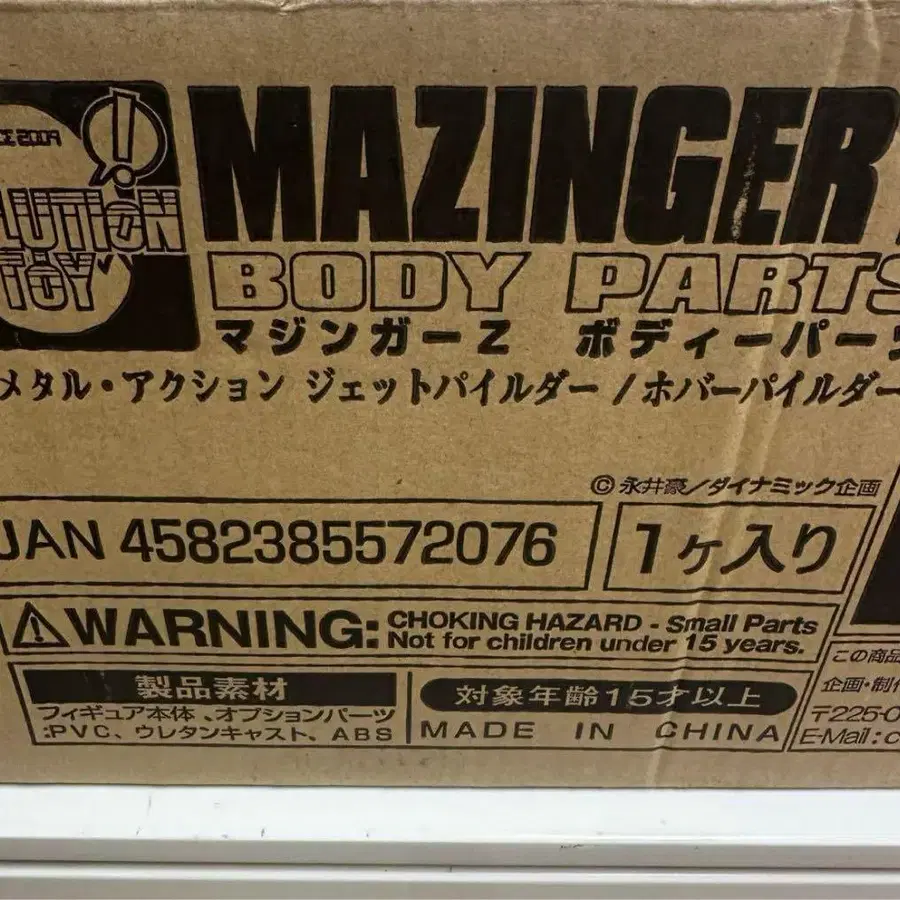 CE 2009
!
LUTION
TOY
MAZINGER
BODY PARTS
マジンガーZ ボディーパーツ
メタル・アクション ジェットパイルダー / ホバーパイルダー
© 永井豪/ダイナミック企画
JAN 4582385572076
1ヶ入り
⚠WARNING: CHOKING HAZARD - Small Parts
Not for children under 15 years.
製品素材
フィギュア本体、オプションパーツ
:PVC、ウレタンキャスト、ABS
対象年齢15才以上
MADE IN CHINA
この商品
企画・制作
〒225-0
E-Mail:c